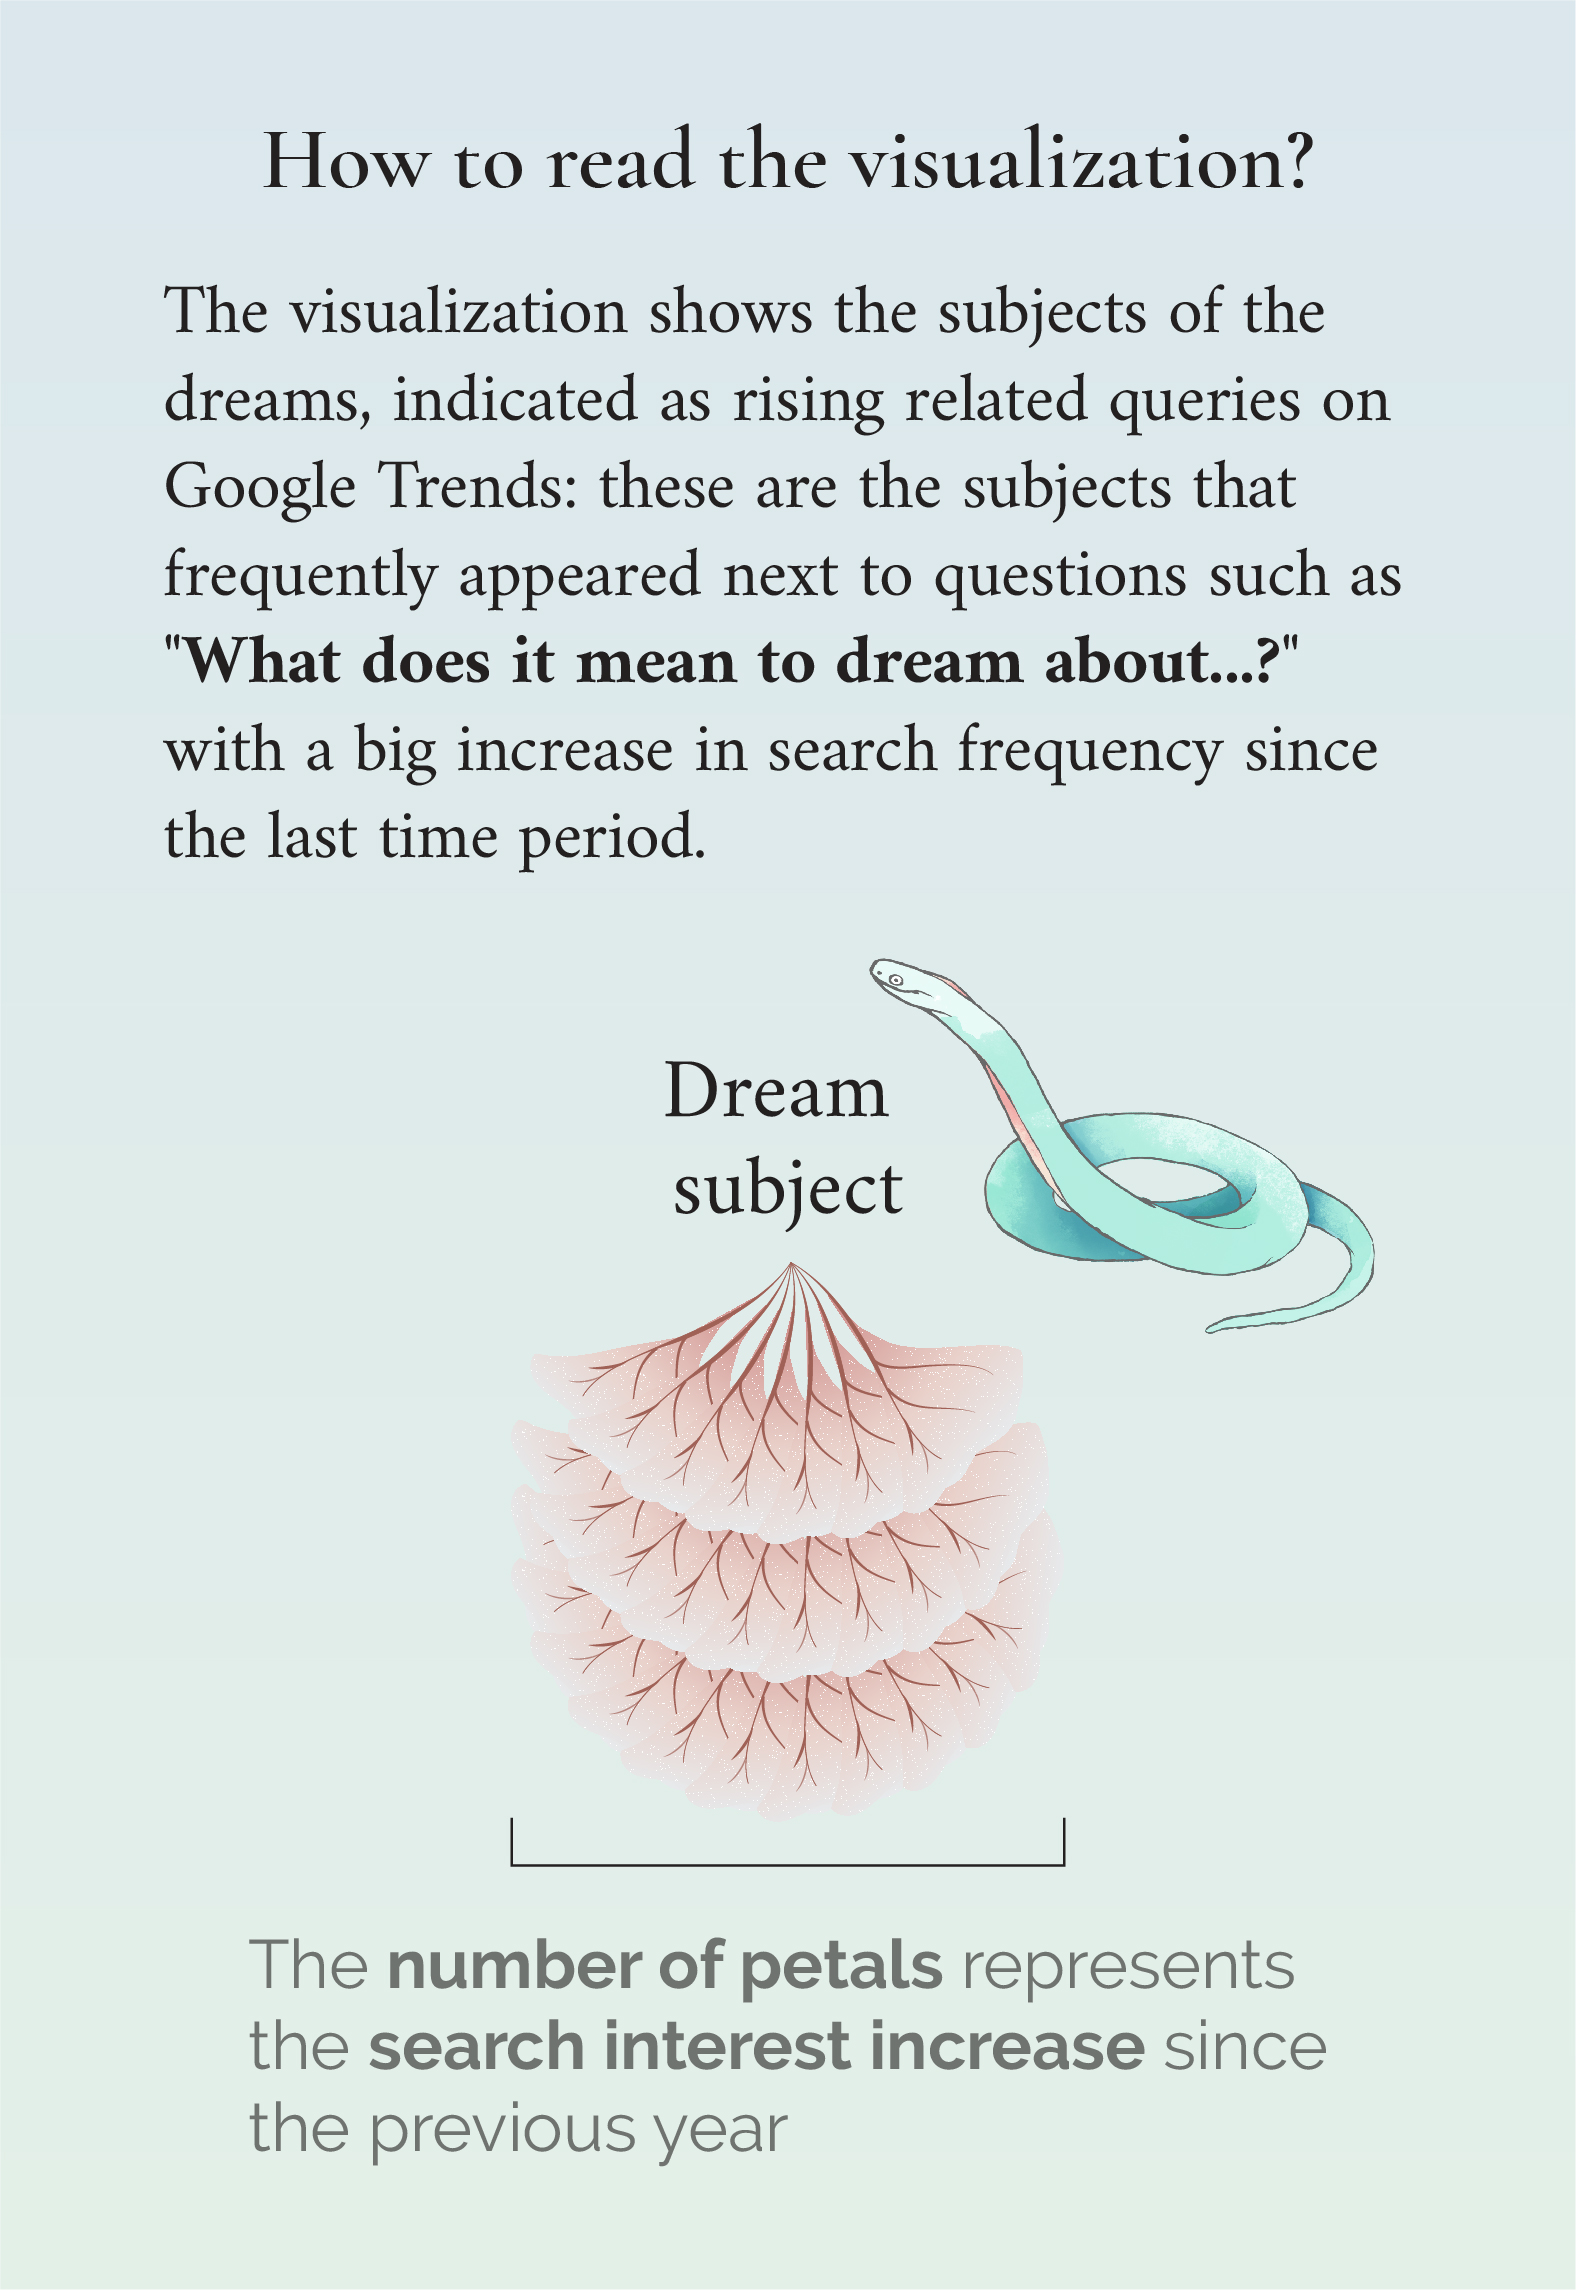 How to read the visualization?
The visualization shows the subjects of the
dreams, indicated as rising related queries on
Google Trends: these are the subjects that
frequently appeared next to questions such as
"What does it mean to dream about...?"
with a big increase in search frequency since
the last time period.
Dream
subject
The number of petals represents
the search interest increase since
the previous year